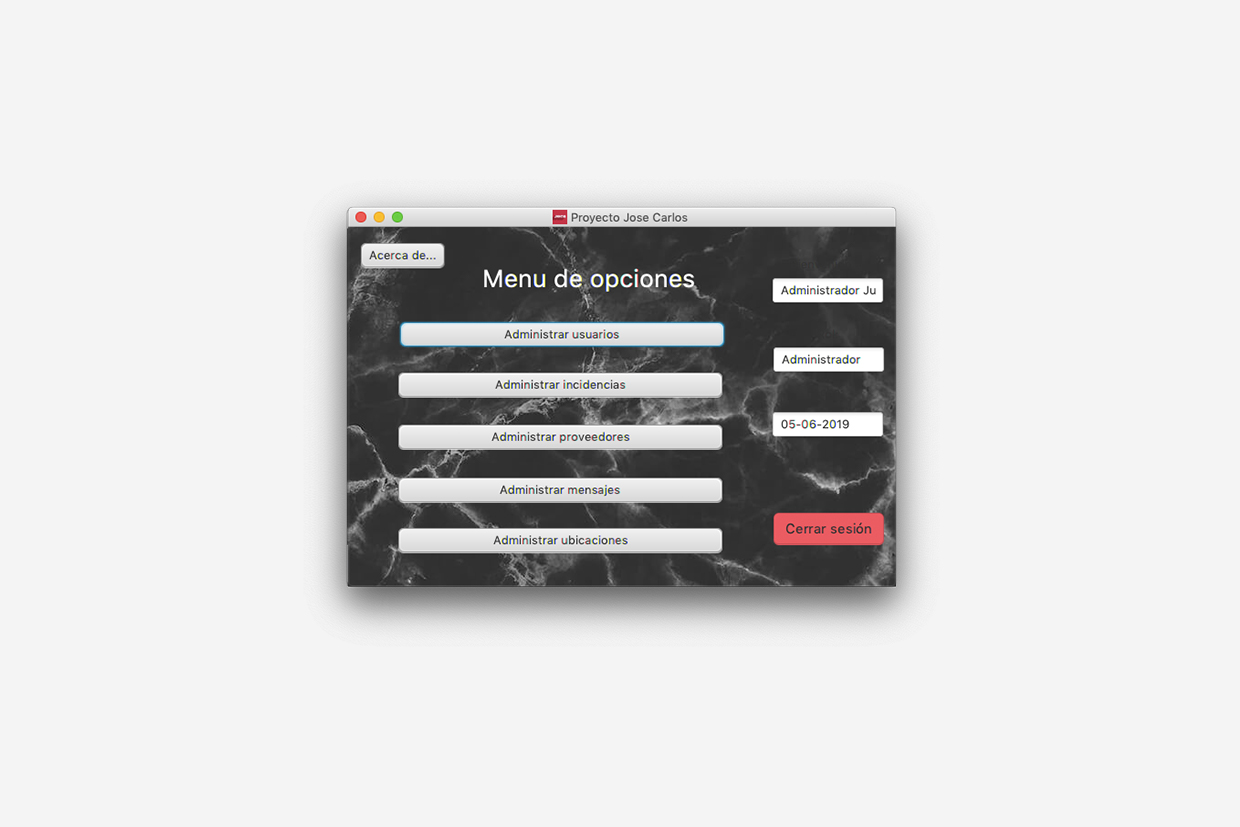 Proyecto Jose Carlos
Acerca de...
Menu de opciones
Administrador Ju
Administrar usuarios
Administrador
Administrar incidencias
05-06-2019
Administrar proveedores
Administrar mensajes
Cerrar sesión
Administrar ubicaciones